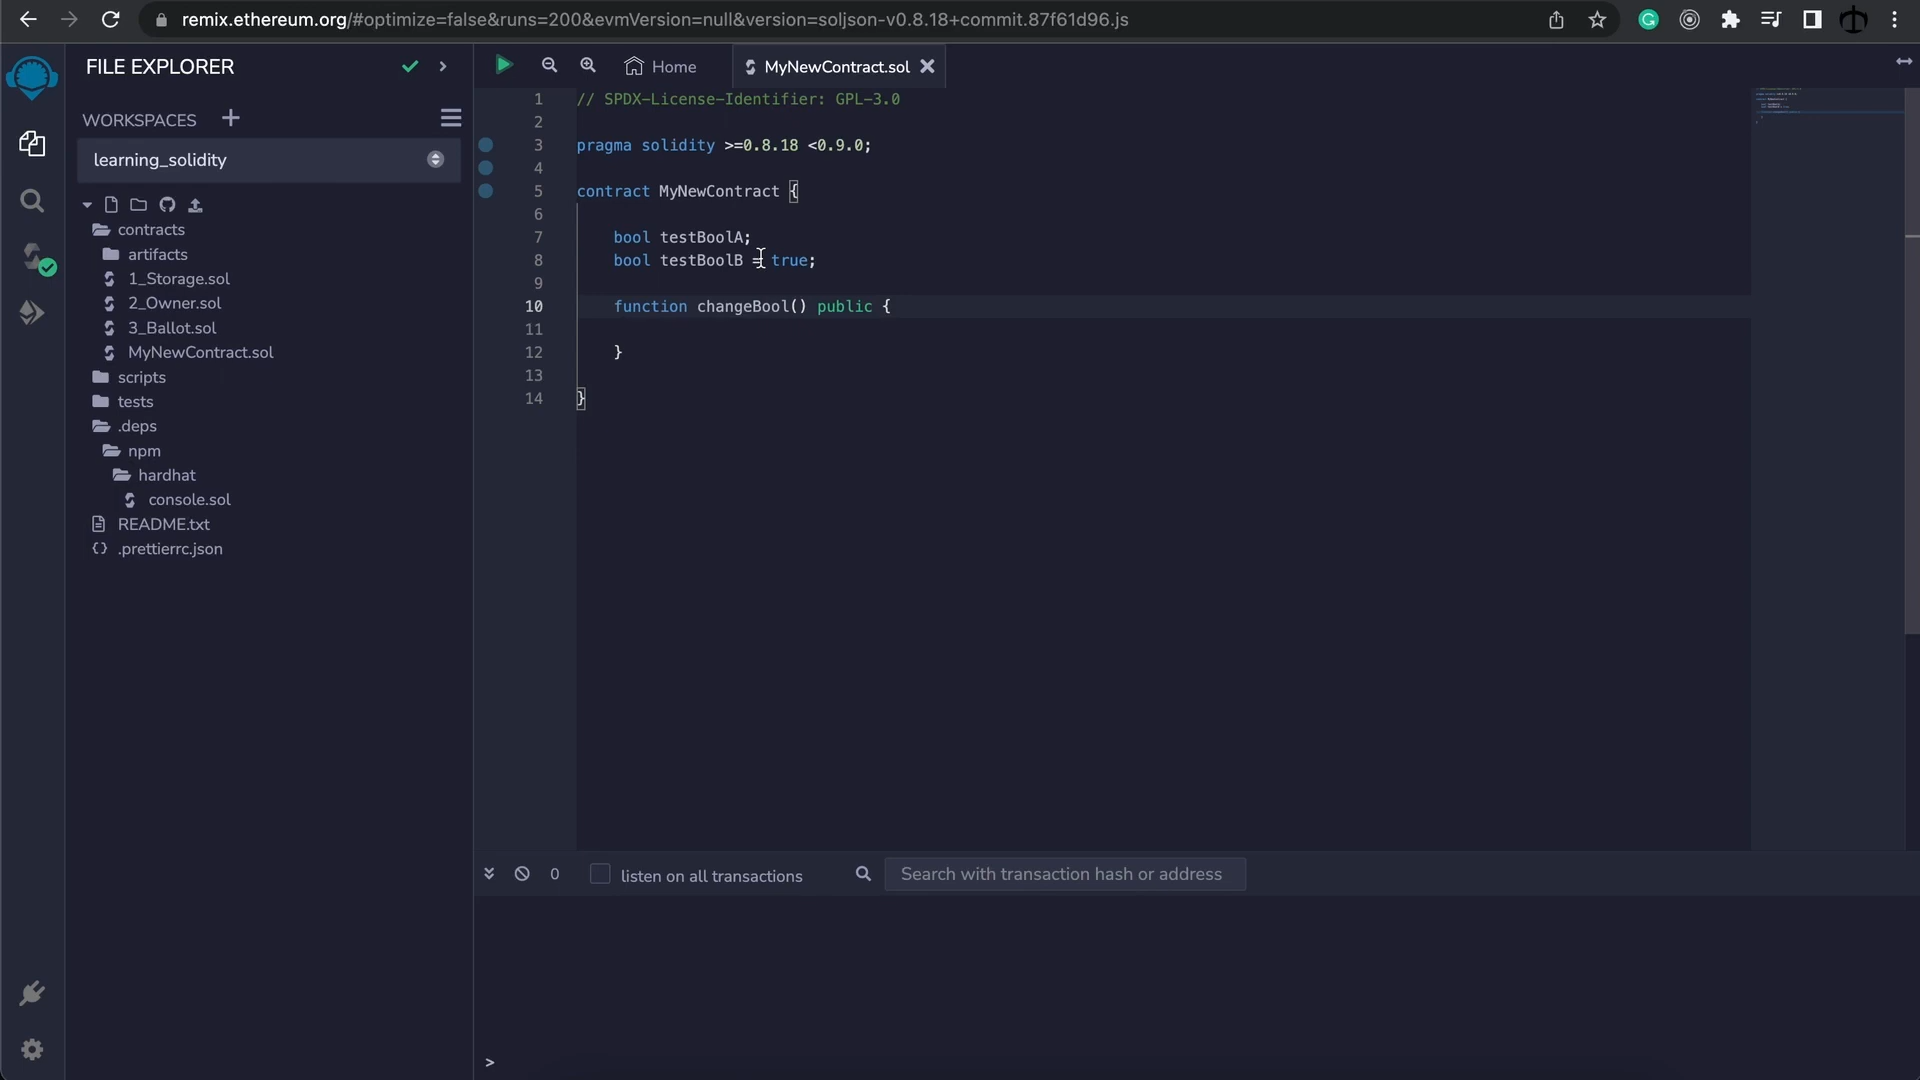 remix.ethereum.org/#optimize=false&runs=200&evmVersion=null&version=soljson-v0.8.18+commit.87f61d96.js
FILE EXPLORER
WORKSPACES
learning_solidity
contracts
artifacts
1_Storage.sol
2_Owner.sol
3_Ballot.sol
MyNewContract.sol
scripts
tests
.deps
npm
hardhat
console.sol
README.txt
.prettierrc.json
Home
MyNewContract.sol
1 // SPDX-License-Identifier: GPL-3.0
2
3 pragma solidity >=0.8.18 <0.9.0;
4
5 contract MyNewContract {
6
7 bool testBoolA;
8 bool testBoolB = true;
9
10 function changeBool() public {
11
12 }
13
14 }
0 listen on all transactions
Search with transaction hash or address
>